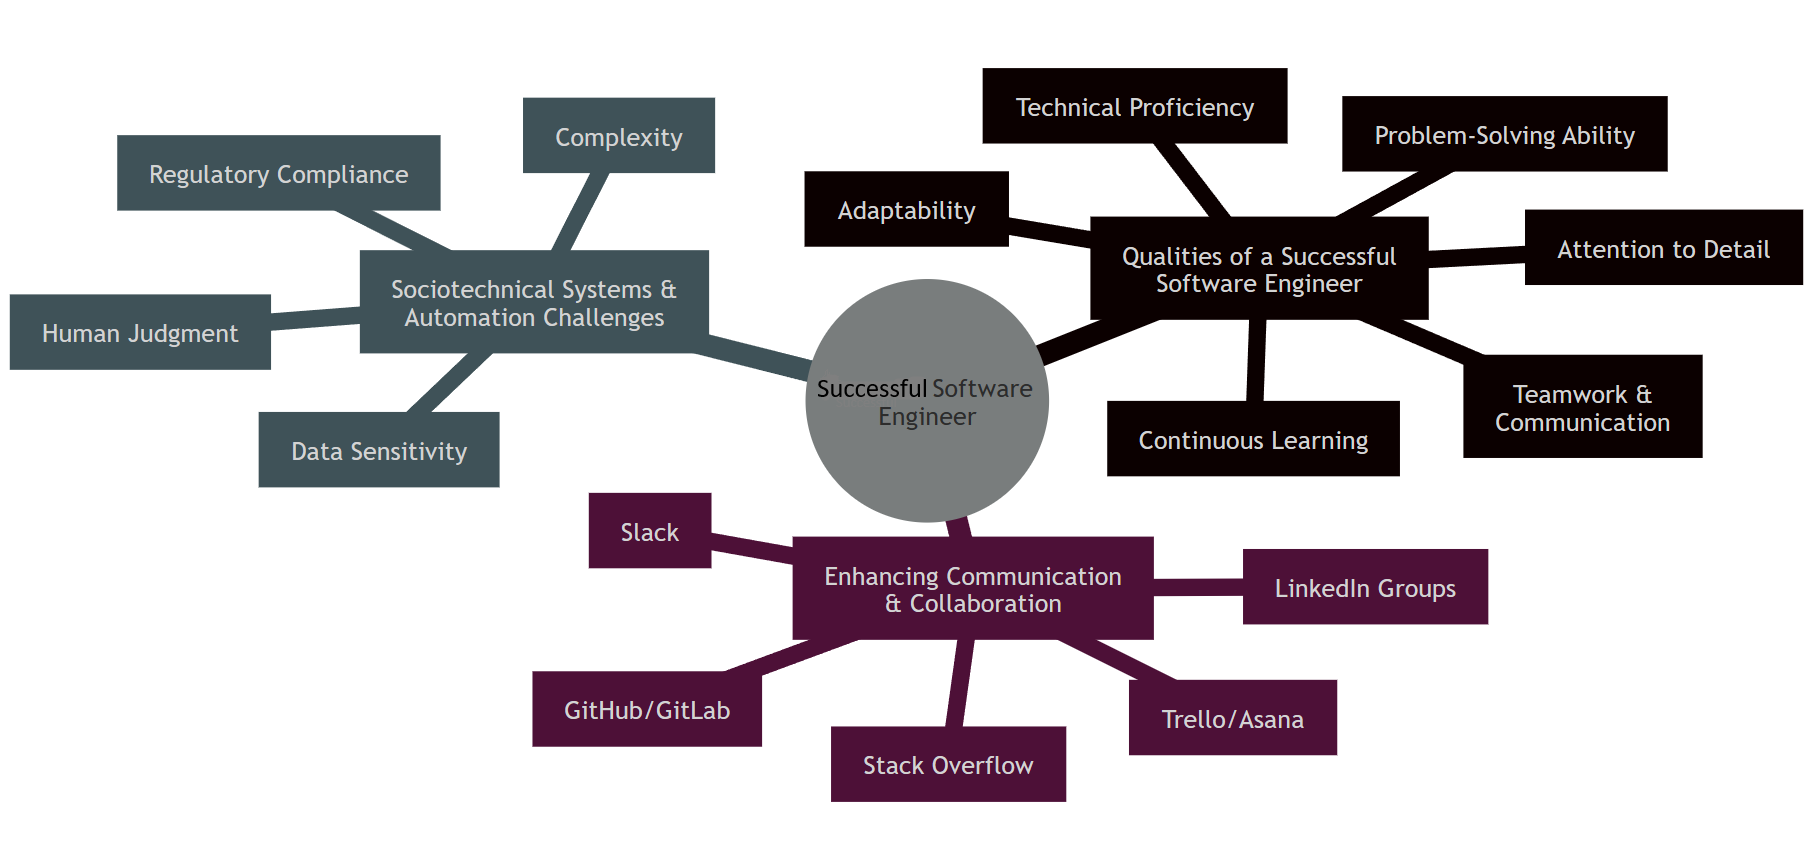 Technical Proficiency
Complexity
Problem-Solving Ability
Regulatory Compliance
Adaptability
Attention to Detail
Qualities of a Successful
Software Engineer
Sociotechnical Systems &
Automation Challenges
Human Judgment
Successful Software
Engineer
Teamwork &
Communication
Continuous Learning
Data Sensitivity
Slack
Enhancing Communication
& Collaboration
LinkedIn Groups
GitHub/GitLab
Trello/Asana
Stack Overflow